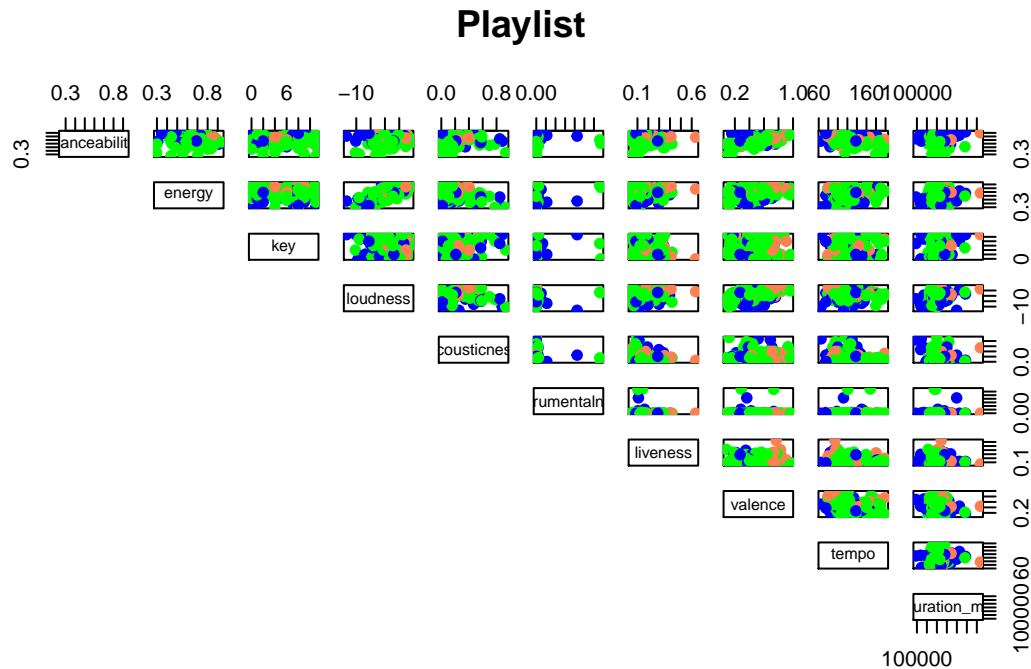 Playlist
0.3 0.8 0.3 0.8 0 6 −10 0.0 0.8 0.00 0.1 0.6 0.2 1.0 60 160 100000
0.3 anceabilit 0.3
energy 0.3
key 0
loudness −10
cousticnes 0.0
rumentaln 0.00
liveness 0.1
valence 0.2
tempo 60
uration_m 100000
100000